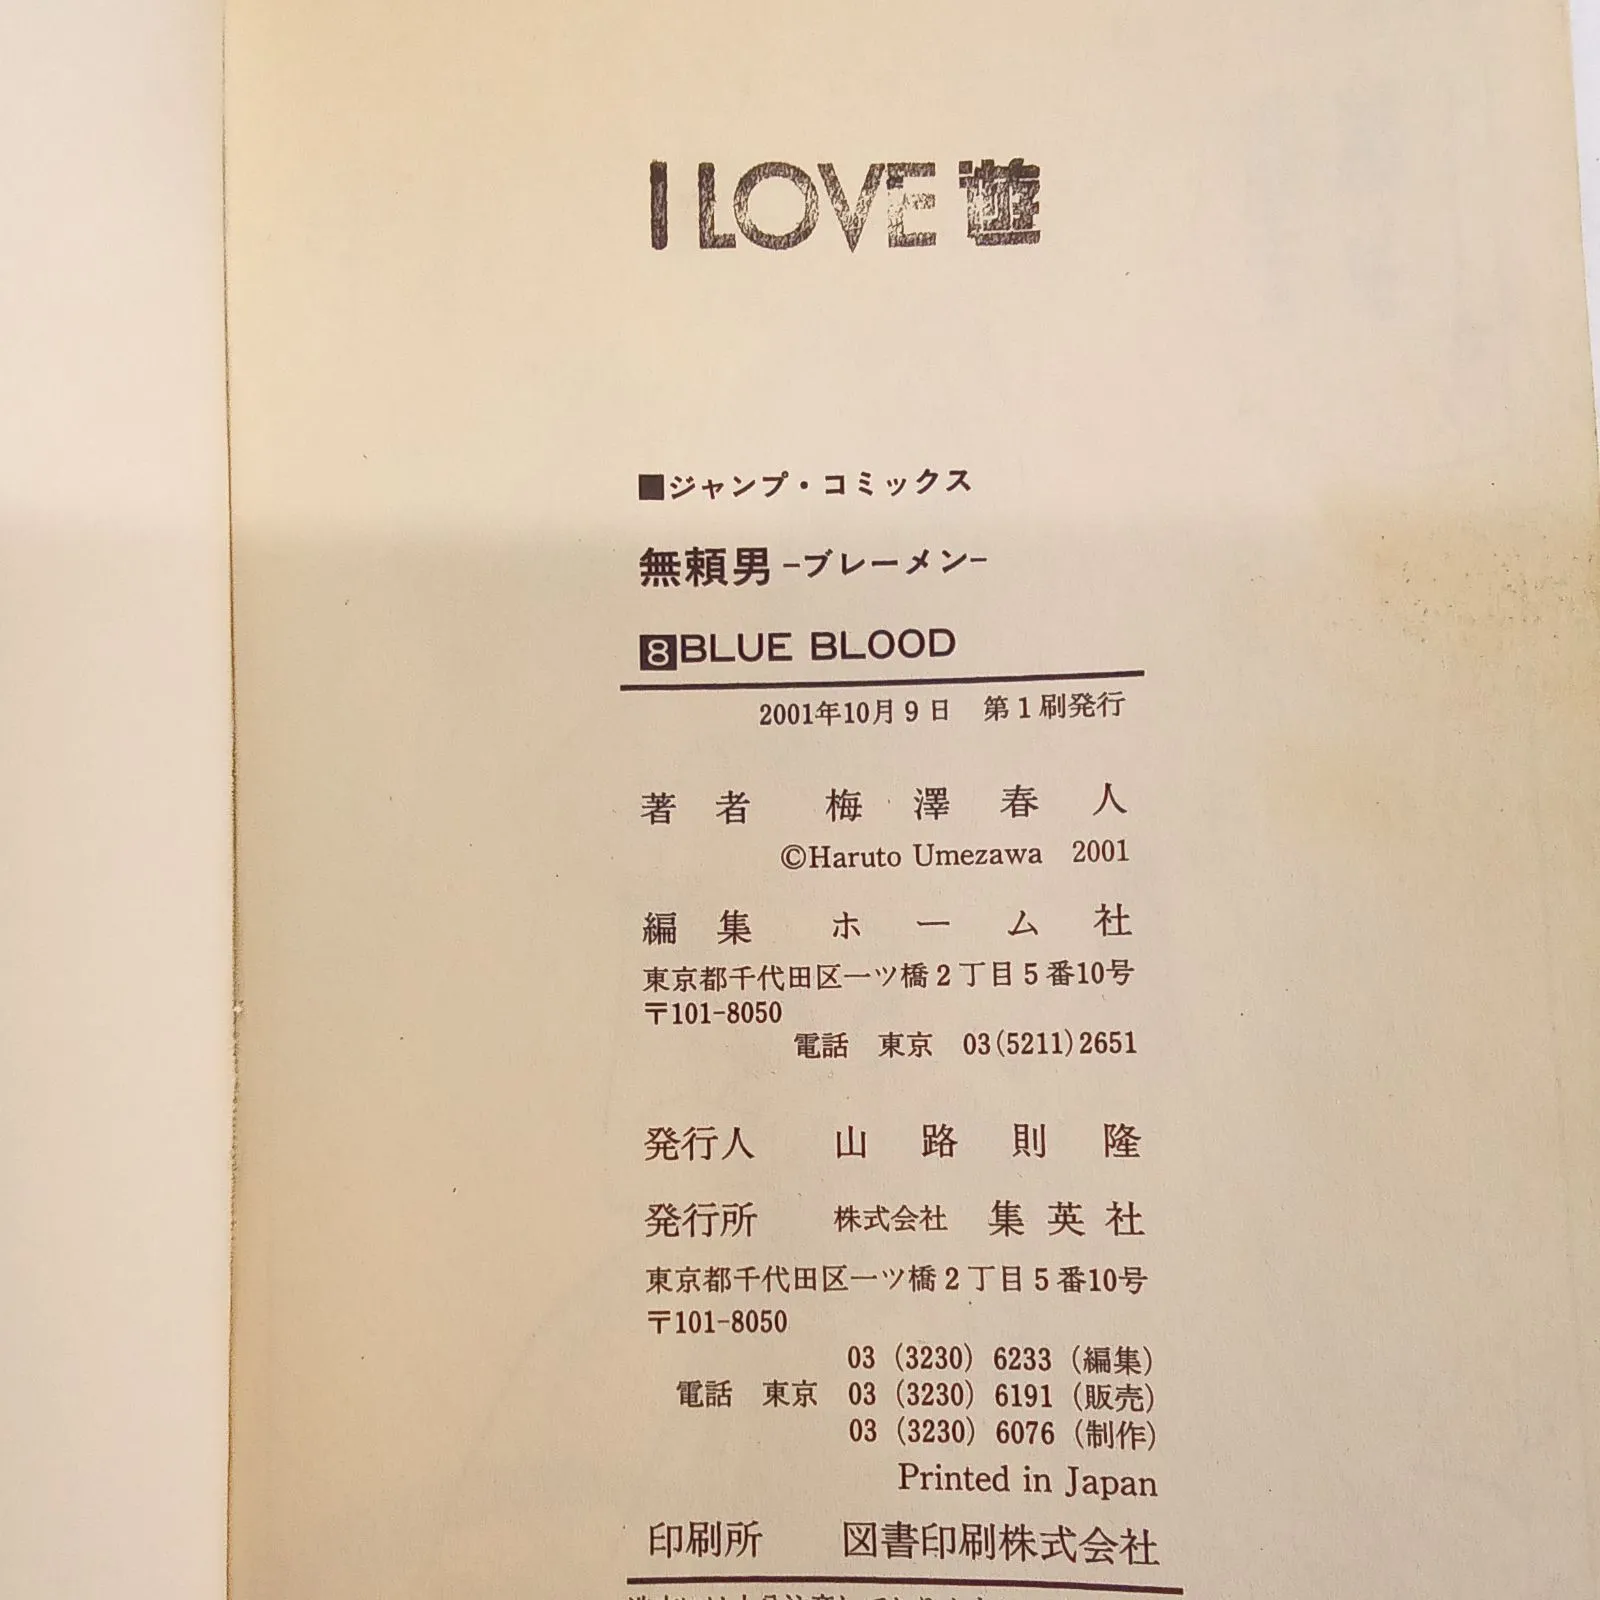 I LOVE 遊
■ジャンプ・コミックス
無頼男 -ブレーメン-
8 BLUE BLOOD
2001年10月9日　第1刷発行
著者　梅澤春人
©Haruto Umezawa　2001
編集　ホーム社
東京都千代田区一ツ橋2丁目5番10号
〒101-8050
電話　東京　03(5211)2651
発行人　山路則隆
発行所　株式会社　集英社
東京都千代田区一ツ橋2丁目5番10号
〒101-8050
03 (3230) 6233 (編集)
電話　東京　03 (3230) 6191 (販売)
03 (3230) 6076 (制作)
Printed in Japan
印刷所　図書印刷株式会社